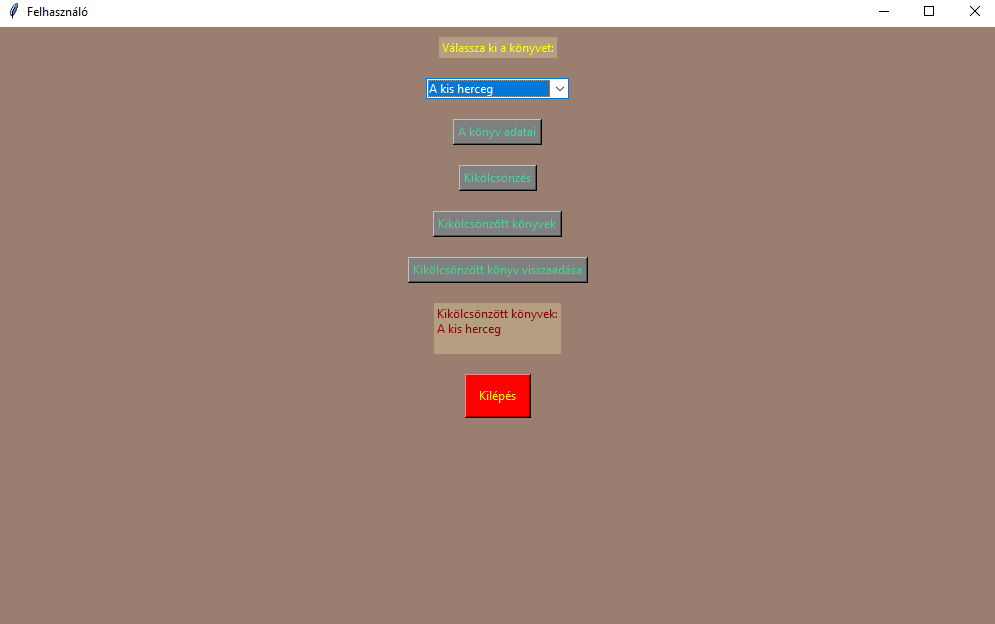 Felhasználó
Válassza ki a könyvet:
A kis herceg
A könyv adatai
Kikölcsönzés
Kikölcsönzött könyvek
Kikölcsönzött könyv visszaadása
Kikölcsönzött könyvek:
A kis herceg
Kilépés